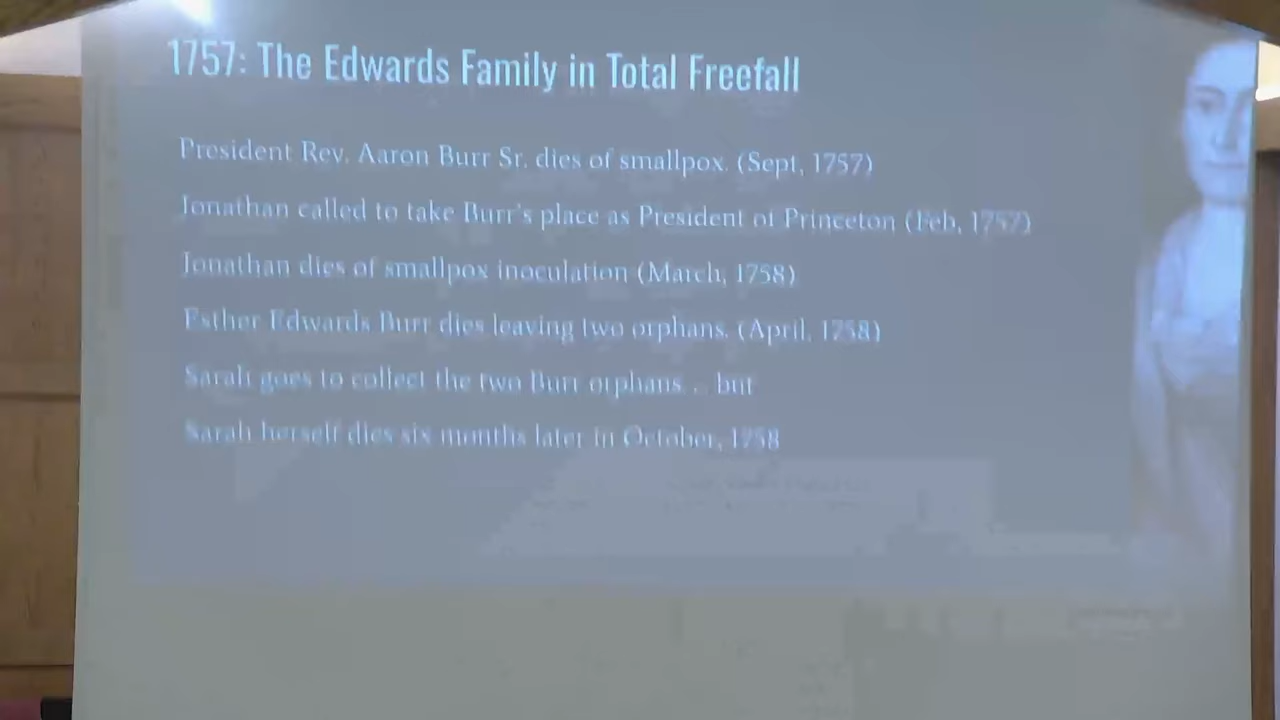 1757: The Edwards Family in Total Freefall
President Rev. Aaron Burr Sr. dies of smallpox. (Sept, 1757)
Jonathan called to take Burr's place as President of Princeton (Feb, 1757)
Jonathan dies of smallpox inoculation (March, 1758)
Esther Edwards Burr dies leaving two orphans. (April, 1758)
Sarah goes to collect the two Burr orphans .. but
Sarah herself dies six months later in October, 1758